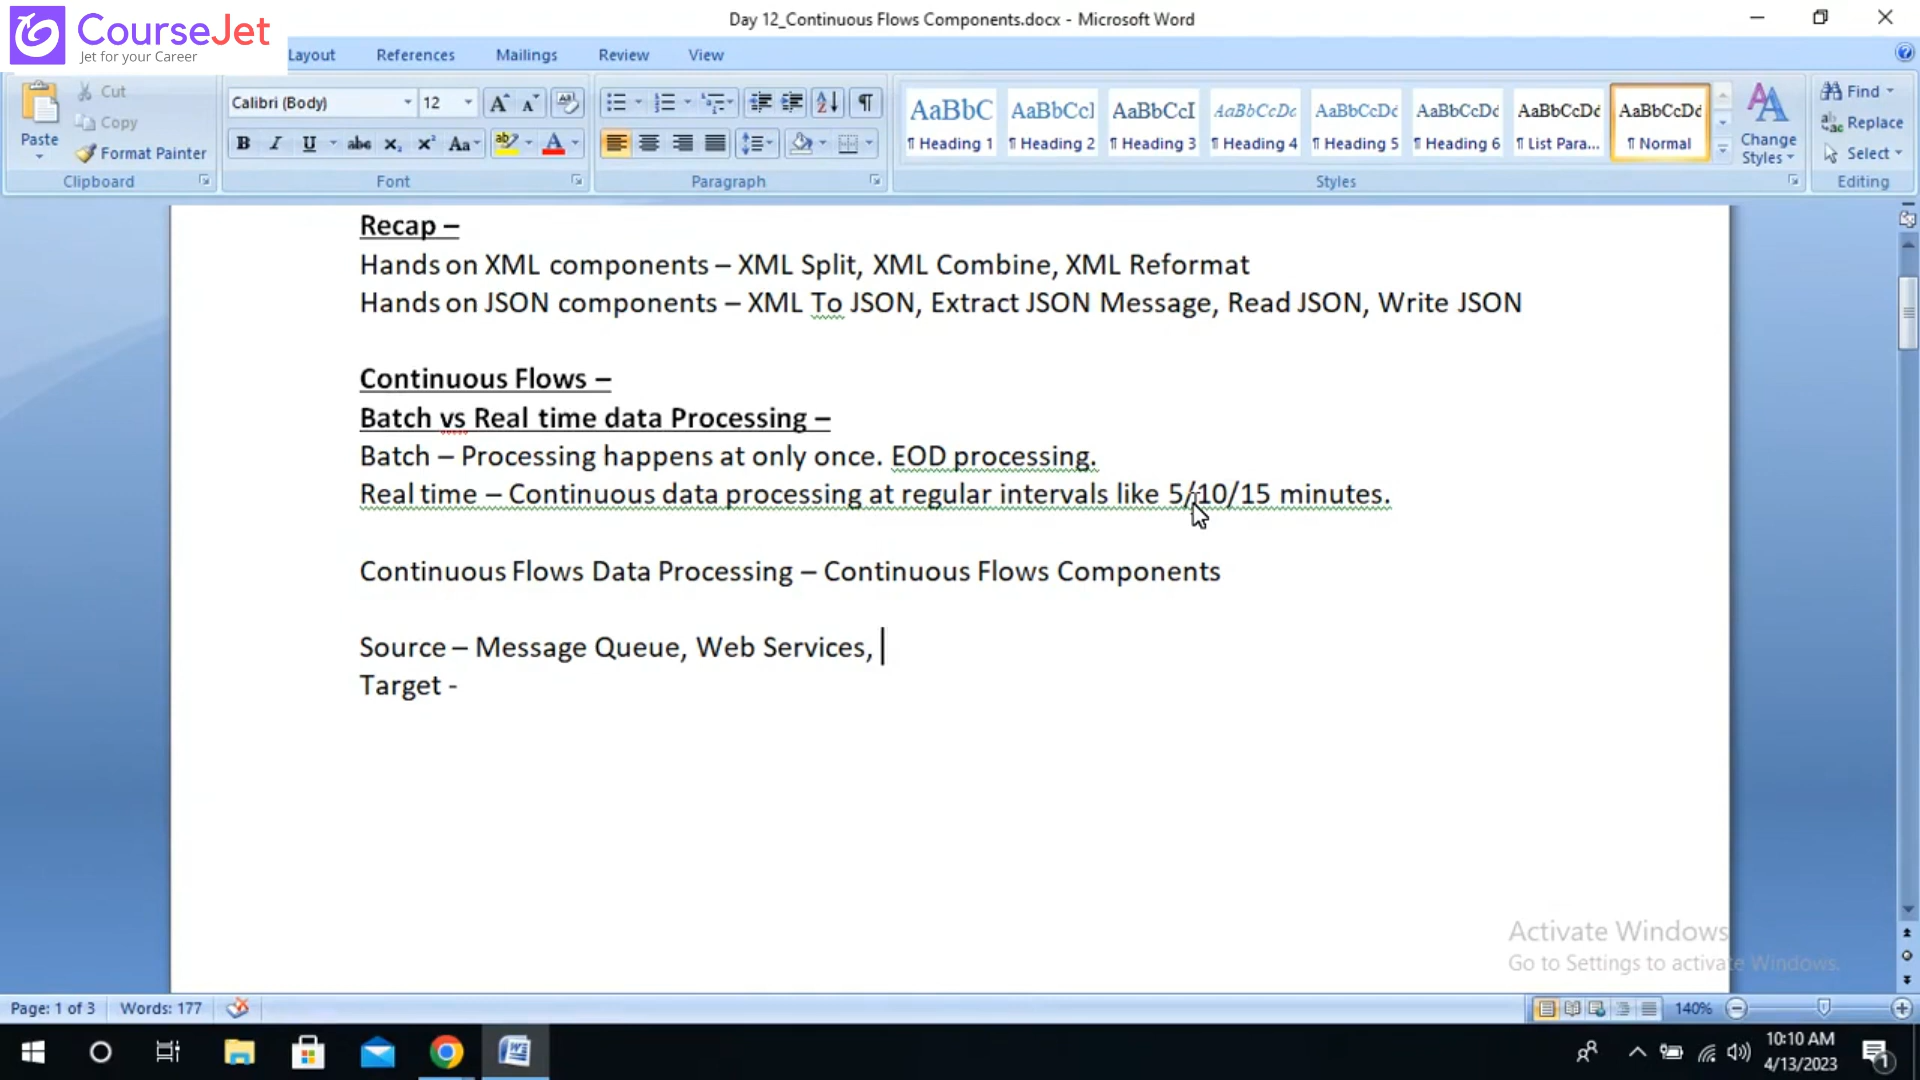 CourseJet
Jet for your Career
Day 12_Continuous Flows Components.docx - Microsoft Word
Layout References Mailings Review View
Paste
Cut
Copy
Format Painter
Clipboard
Calibri (Body) 12
Font
Paragraph
AaBbC AaBbCcI AaBbCcI AaBbCcDc AaBbCcDc AaBbCcDc AaBbCcDc AaBbCcDc
¶ Heading 1 ¶ Heading 2 ¶ Heading 3 ¶ Heading 4 ¶ Heading 5 ¶ Heading 6 ¶ List Para... ¶ Normal
Change Styles
Styles
Find
Replace
Select
Editing
Recap –
Hands on XML components – XML Split, XML Combine, XML Reformat
Hands on JSON components – XML To JSON, Extract JSON Message, Read JSON, Write JSON
Continuous Flows –
Batch vs Real time data Processing –
Batch – Processing happens at only once. EOD processing.
Real time – Continuous data processing at regular intervals like 5/10/15 minutes.
Continuous Flows Data Processing – Continuous Flows Components
Source – Message Queue, Web Services,
Target -
Activate Windows
Go to Settings to activate Windows.
Page: 1 of 3 Words: 177
140%
10:10 AM
4/13/2023
1